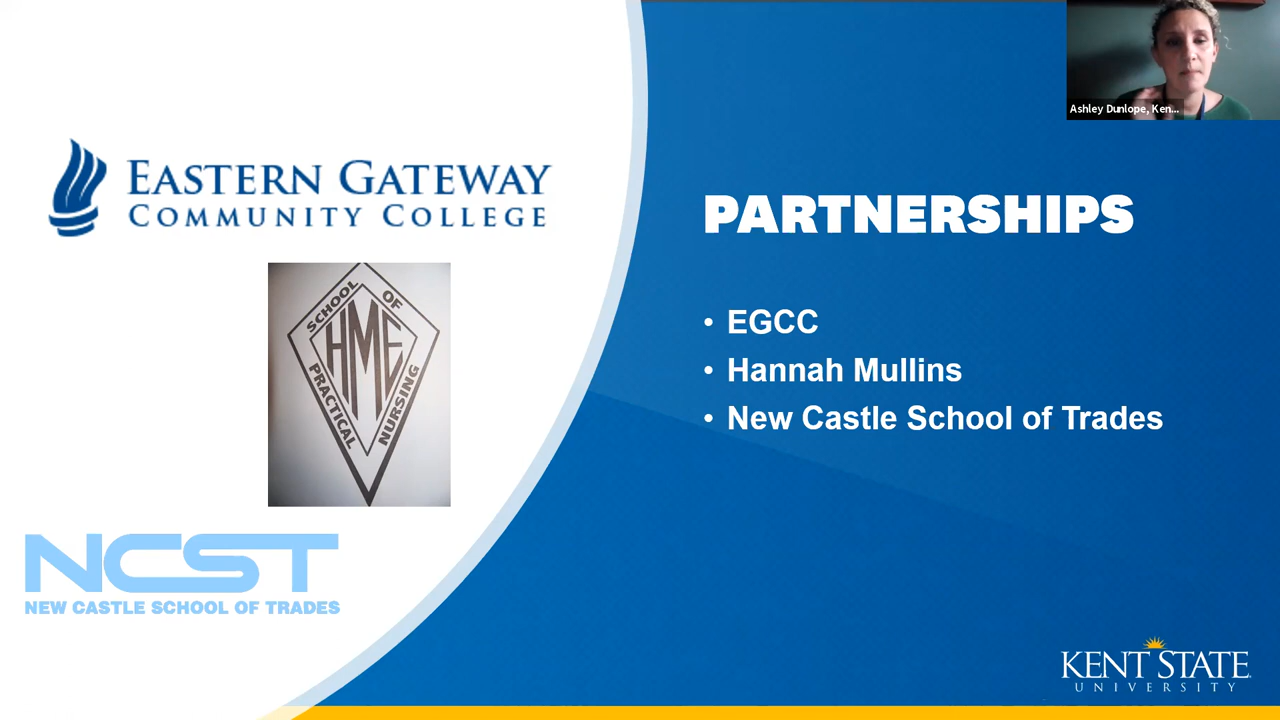 Ashley Dunlope, Ken...
EASTERN GATEWAY
COMMUNITY COLLEGE
PARTNERSHIPS
SCHOOL OF
HME
PRACTICAL NURSING
• EGCC
• Hannah Mullins
• New Castle School of Trades
NCST
NEW CASTLE SCHOOL OF TRADES
KENT STATE
UNIVERSITY